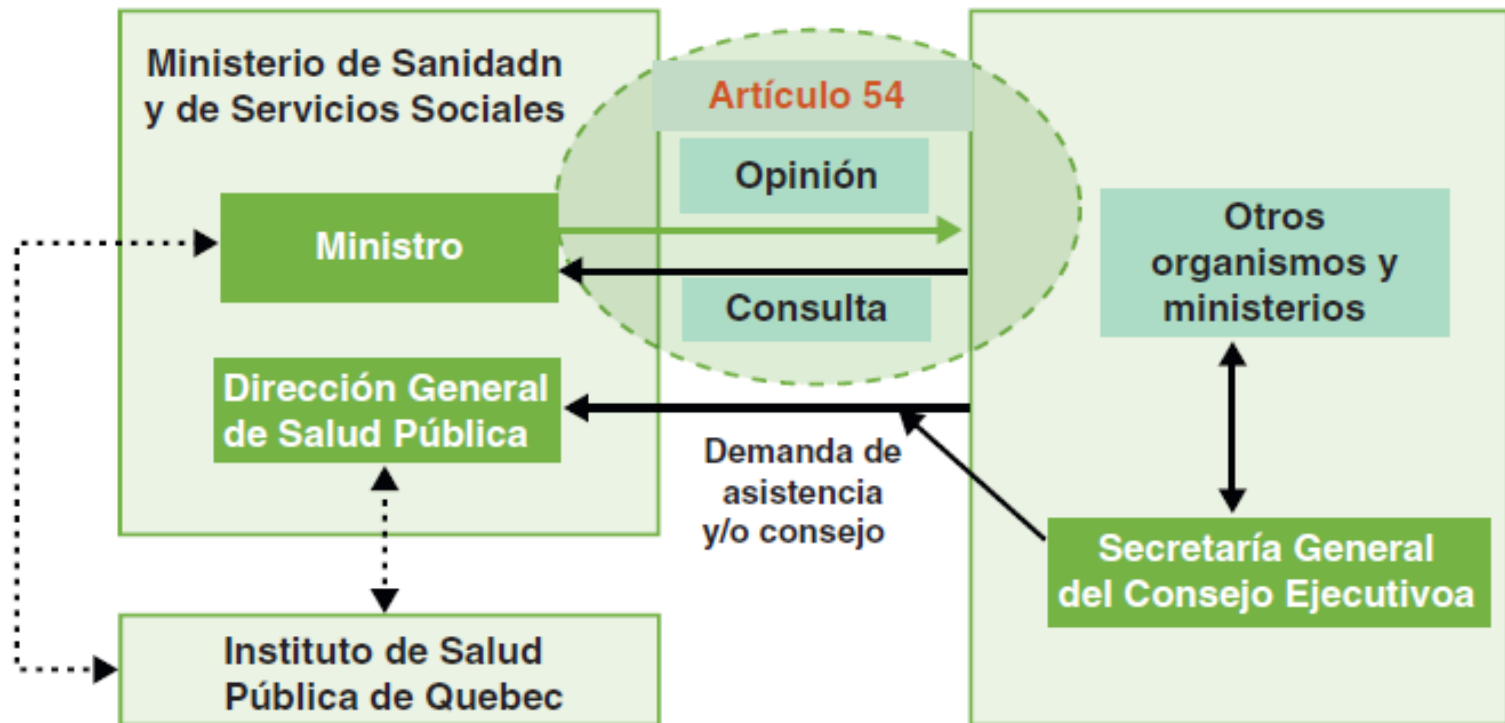 Ministerio de Sanidadn
y de Servicios Sociales
Artículo 54
Opinión
Ministro
Consulta
Otros
organismos y
ministerios
Dirección General
de Salud Pública
Demanda de
asistencia
y/o consejo
Secretaría General
del Consejo Ejecutivoa
Instituto de Salud
Pública de Quebec